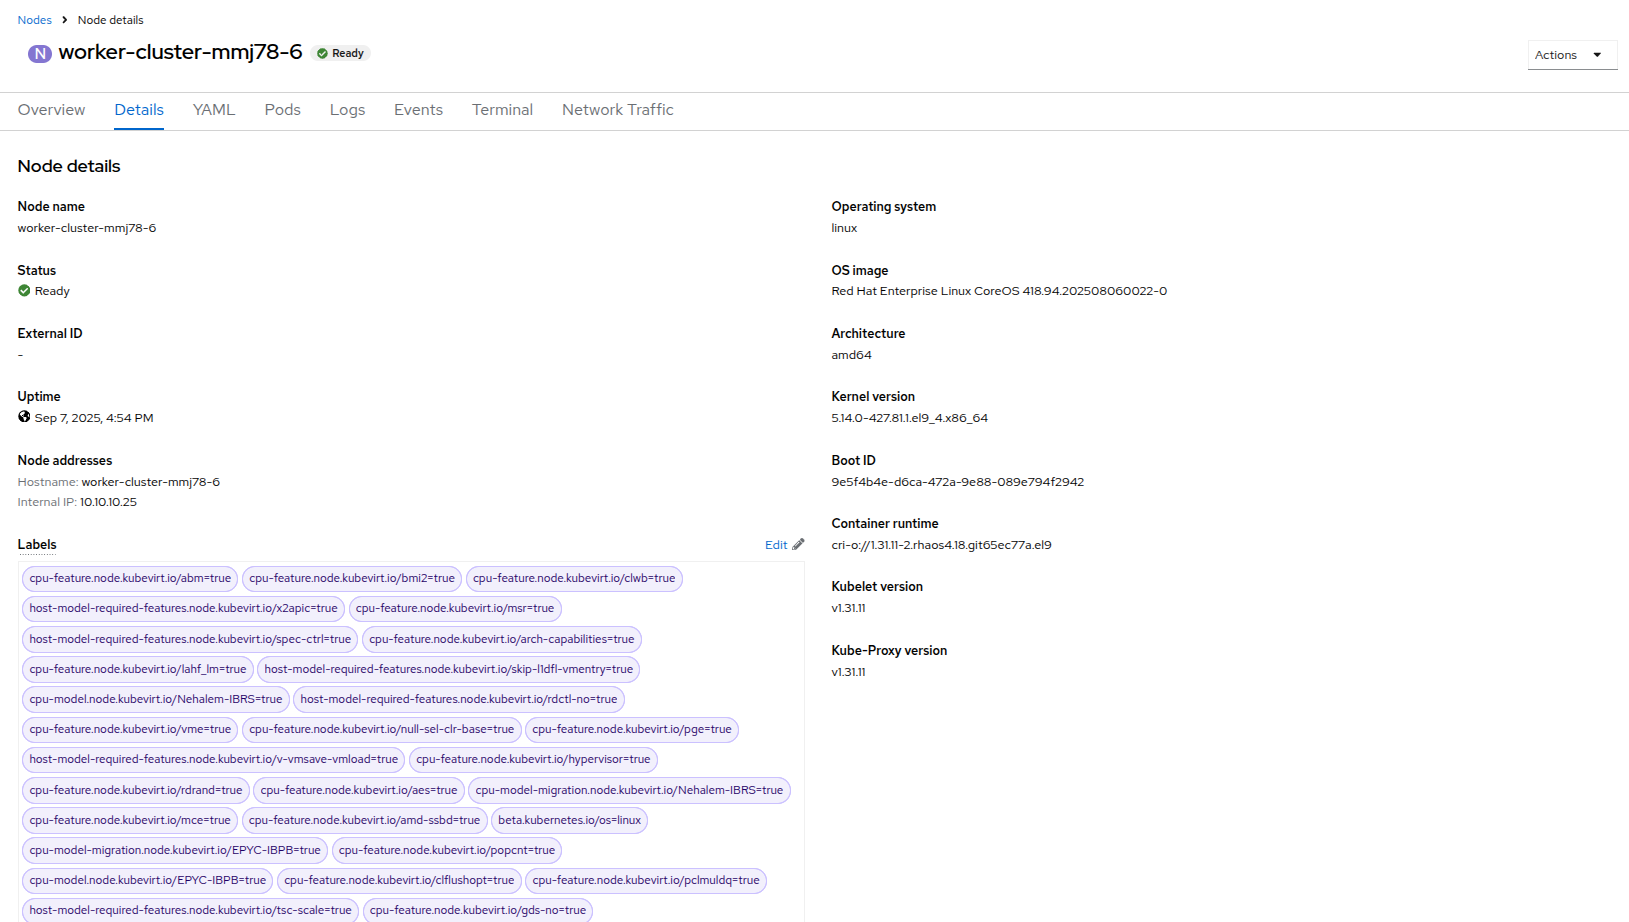 Nodes > Node details
N worker-cluster-mmj78-6 Ready
Actions
Overview Details YAML Pods Logs Events Terminal Network Traffic
Node details
Node name
worker-cluster-mmj78-6
Status
Ready
External ID
-
Uptime
Sep 7, 2025, 4:54 PM
Node addresses
Hostname: worker-cluster-mmj78-6
Internal IP: 10.10.10.25
Labels
Edit
cpu-feature.node.kubevirt.io/abm=true cpu-feature.node.kubevirt.io/bmi2=true cpu-feature.node.kubevirt.io/clwb=true
host-model-required-features.node.kubevirt.io/x2apic=true cpu-feature.node.kubevirt.io/msr=true
host-model-required-features.node.kubevirt.io/spec-ctrl=true cpu-feature.node.kubevirt.io/arch-capabilities=true
cpu-feature.node.kubevirt.io/lahf_lm=true host-model-required-features.node.kubevirt.io/skip-l1dfl-vmentry=true
cpu-model.node.kubevirt.io/Nehalem-IBRS=true host-model-required-features.node.kubevirt.io/rdctl-no=true
cpu-feature.node.kubevirt.io/vme=true cpu-feature.node.kubevirt.io/null-sel-clr-base=true cpu-feature.node.kubevirt.io/pge=true
host-model-required-features.node.kubevirt.io/v-vmsave-vmload=true cpu-feature.node.kubevirt.io/hypervisor=true
cpu-feature.node.kubevirt.io/rdrand=true cpu-feature.node.kubevirt.io/aes=true cpu-model-migration.node.kubevirt.io/Nehalem-IBRS=true
cpu-feature.node.kubevirt.io/mce=true cpu-feature.node.kubevirt.io/amd-ssbd=true beta.kubernetes.io/os=linux
cpu-model-migration.node.kubevirt.io/EPYC-IBPB=true cpu-feature.node.kubevirt.io/popcnt=true
cpu-model.node.kubevirt.io/EPYC-IBPB=true cpu-feature.node.kubevirt.io/clflushopt=true cpu-feature.node.kubevirt.io/pclmuldq=true
host-model-required-features.node.kubevirt.io/tsc-scale=true cpu-feature.node.kubevirt.io/gds-no=true
Operating system
linux
OS image
Red Hat Enterprise Linux CoreOS 418.94.202508060022-0
Architecture
amd64
Kernel version
5.14.0-427.81.1.el9_4.x86_64
Boot ID
9e5f4b4e-d6ca-472a-9e88-089e794f2942
Container runtime
cri-o://1.31.11-2.rhaos4.18.git65ec77a.el9
Kubelet version
v1.31.11
Kube-Proxy version
v1.31.11